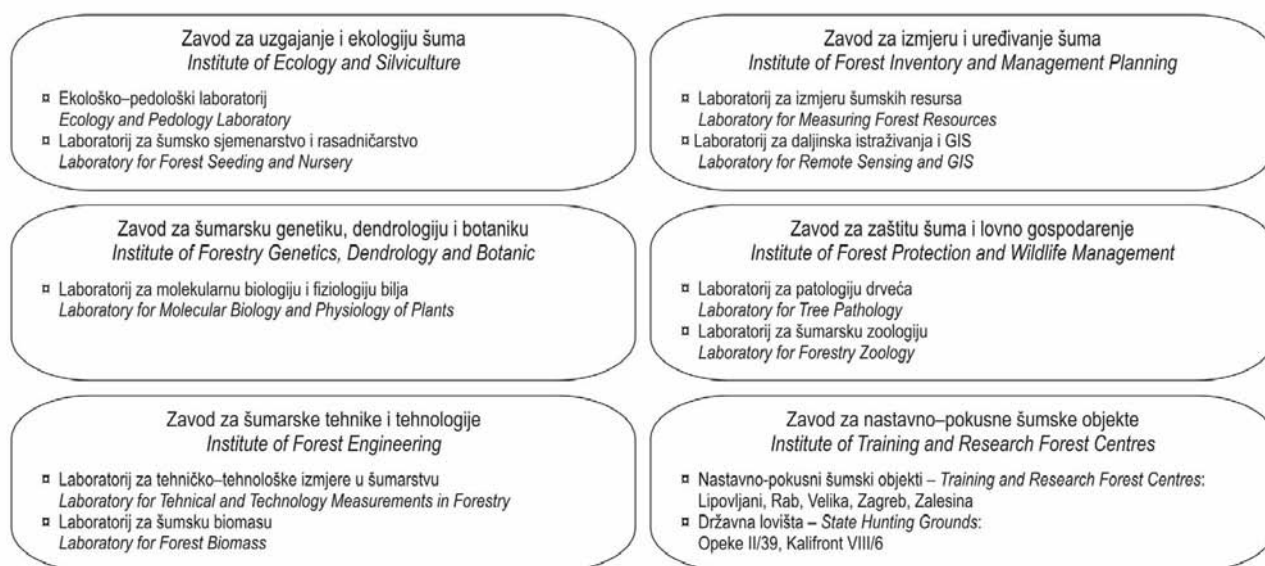 Zavod za uzgajanje i ekologiju šuma
Institute of Ecology and Silviculture
¤ Ekološko–pedološki laboratorij
Ecology and Pedology Laboratory
¤ Laboratorij za šumsko sjemenarstvo i rasadničarstvo
Laboratory for Forest Seeding and Nursery
Zavod za izmjeru i uređivanje šuma
Institute of Forest Inventory and Management Planning
¤ Laboratorij za izmjeru šumskih resursa
Laboratory for Measuring Forest Resources
¤ Laboratorij za daljinska istraživanja i GIS
Laboratory for Remote Sensing and GIS
Zavod za šumarsku genetiku, dendrologiju i botaniku
Institute of Forestry Genetics, Dendrology and Botanic
¤ Laboratorij za molekularnu biologiju i fiziologiju bilja
Laboratory for Molecular Biology and Physiology of Plants
Zavod za zaštitu šuma i lovno gospodarenje
Institute of Forest Protection and Wildlife Management
¤ Laboratorij za patologiju drveća
Laboratory for Tree Pathology
¤ Laboratorij za šumarsku zoologiju
Laboratory for Forestry Zoology
Zavod za šumarske tehnike i tehnologije
Institute of Forest Engineering
¤ Laboratorij za tehničko–tehnološke izmjere u šumarstvu
Laboratory for Tehnical and Technology Measurements in Forestry
¤ Laboratorij za šumsku biomasu
Laboratory for Forest Biomass
Zavod za nastavno–pokusne šumske objekte
Institute of Training and Research Forest Centres
¤ Nastavno-pokusni šumski objekti – Training and Research Forest Centres:
Lipovljani, Rab, Velika, Zagreb, Zalesina
¤ Državna lovišta – State Hunting Grounds:
Opeke II/39, Kalifront VIII/6